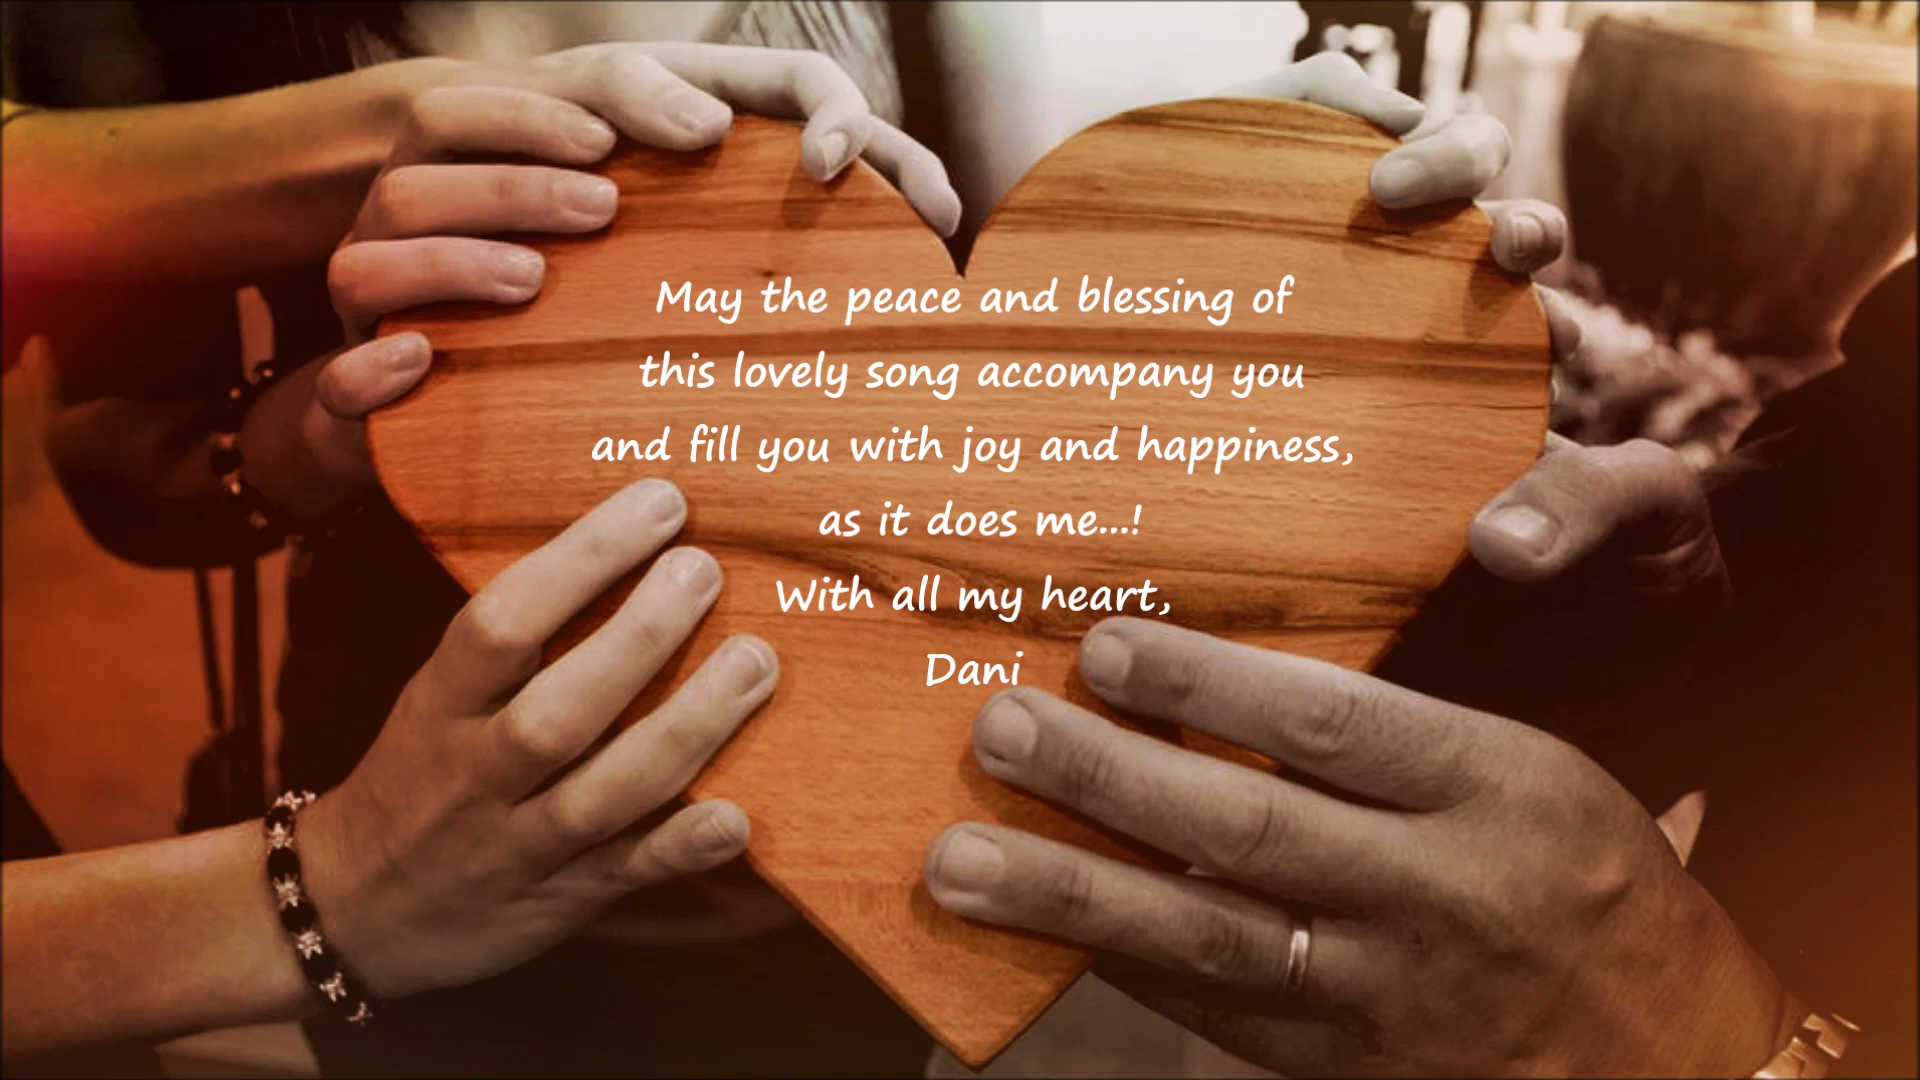 May the peace and blessing of
this lovely song accompany you
and fill you with joy and happiness,
as it does me...!
With all my heart,
Dani